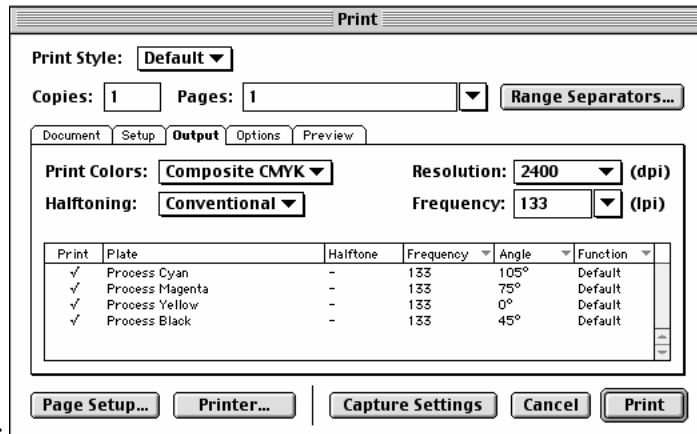 Print
Print Style: Default
Copies: 1 Pages: 1 Range Separators...
Document Setup Output Options Preview
Print Colors: Composite CMYK Resolution: 2400 (dpi)
Halftoning: Conventional Frequency: 133 (lpi)
Print Plate Halftone Frequency Angle Function
√ Process Cyan - 133 105° Default
√ Process Magenta - 133 75° Default
√ Process Yellow - 133 0° Default
√ Process Black - 133 45° Default
Page Setup... Printer... Capture Settings Cancel Print
.